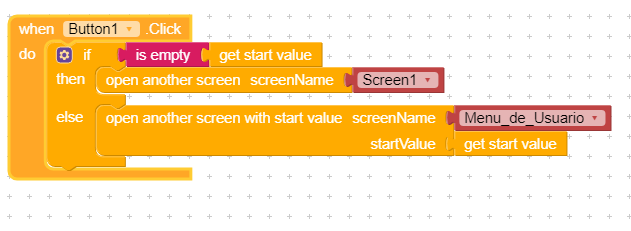 when Button1 .Click
do if is empty get start value
then open another screen screenName Screen1
else open another screen with start value screenName Menu_de_Usuario
startValue get start value